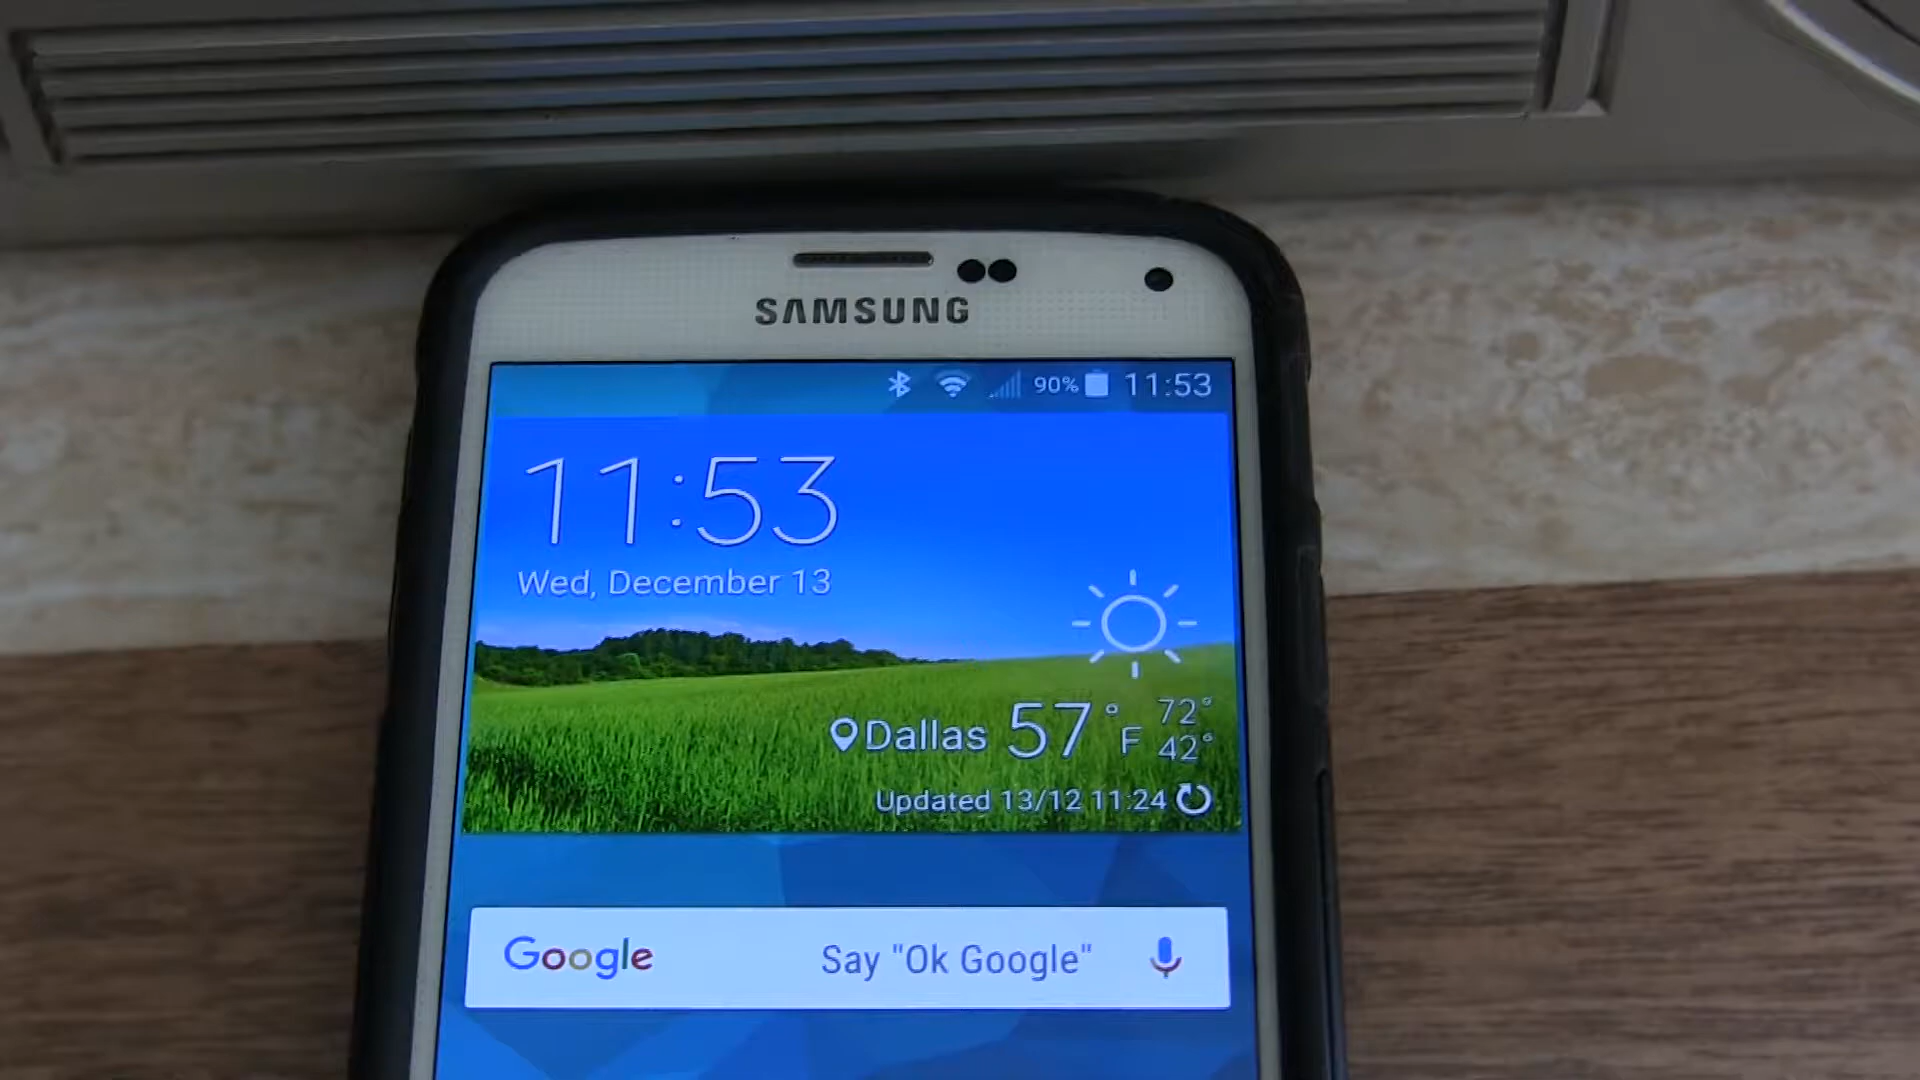 SAMSUNG
90% 11:53
11:53
Wed, December 13
Dallas 57°F 72° 42°
Updated 13/12 11:24
Google Say "Ok Google"